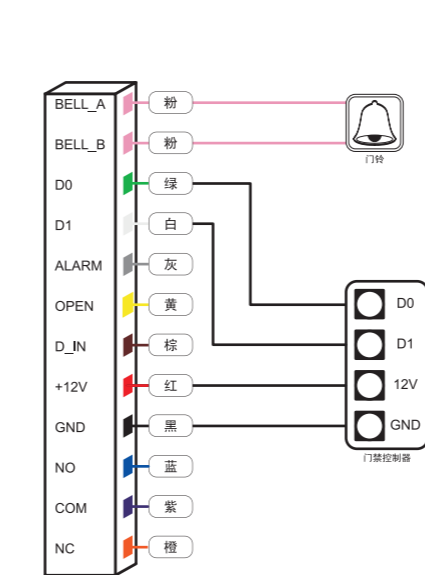 BELL_A 粉
BELL_B 粉
门铃
D0 绿
D1 白
ALARM 灰
OPEN 黄
D0
D_IN 棕
D1
+12V 红
12V
GND 黑
GND
门禁控制器
NO 蓝
COM 紫
NC 橙